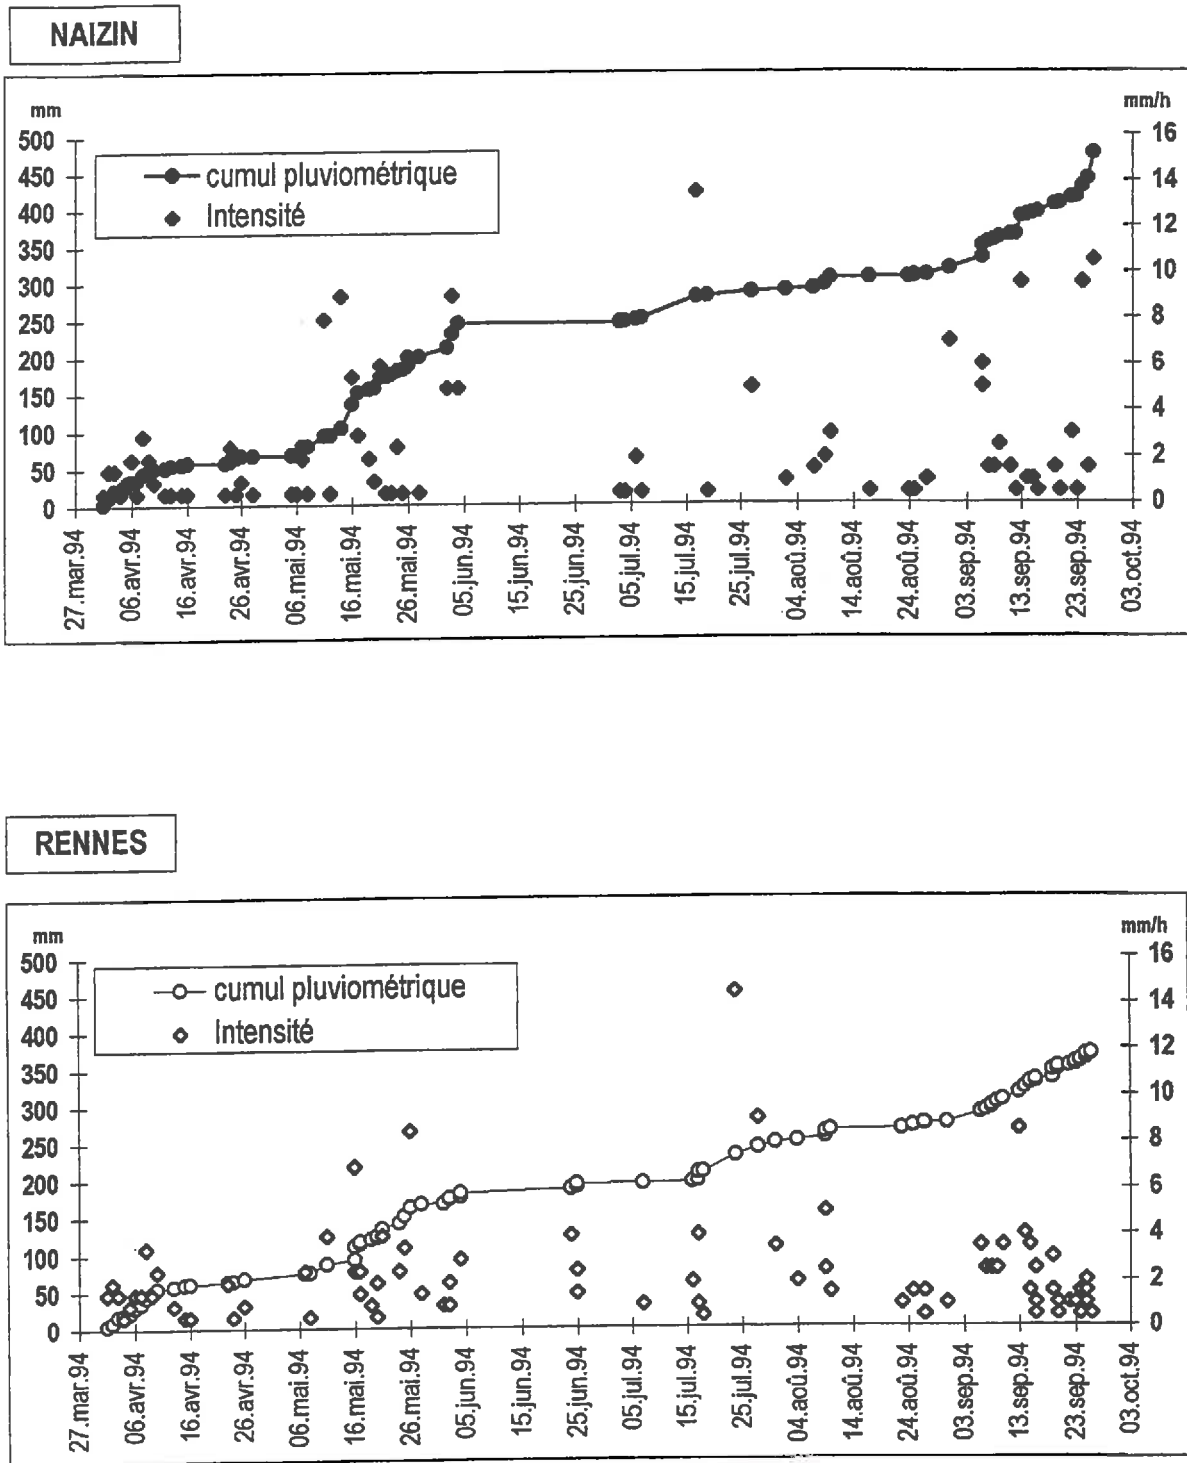 NAIZIN
mm
mm/h
500
450
400
350
300
250
200
150
100
50
0
cumul pluviométrique
Intensité
16
14
12
10
8
6
4
2
0
27.mar.94
06.avr.94
16.avr.94
26.avr.94
06.mai.94
16.mai.94
26.mai.94
05.jun.94
15.jun.94
25.jun.94
05.jul.94
15.jul.94
25.jul.94
04.aoû.94
14.aoû.94
24.aoû.94
03.sep.94
13.sep.94
23.sep.94
03.oct.94
RENNES
mm
mm/h
500
450
400
350
300
250
200
150
100
50
0
cumul pluviométrique
Intensité
16
14
12
10
8
6
4
2
0
27.mar.94
06.avr.94
16.avr.94
26.avr.94
06.mai.94
16.mai.94
26.mai.94
05.jun.94
15.jun.94
25.jun.94
05.jul.94
15.jul.94
25.jul.94
04.aoû.94
14.aoû.94
24.aoû.94
03.sep.94
13.sep.94
23.sep.94
03.oct.94